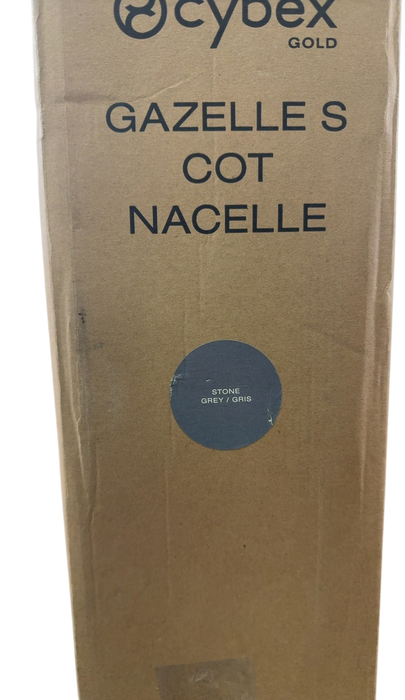 cybex
GOLD
GAZELLE S
COT
NACELLE
STONE
GREY / GRIS